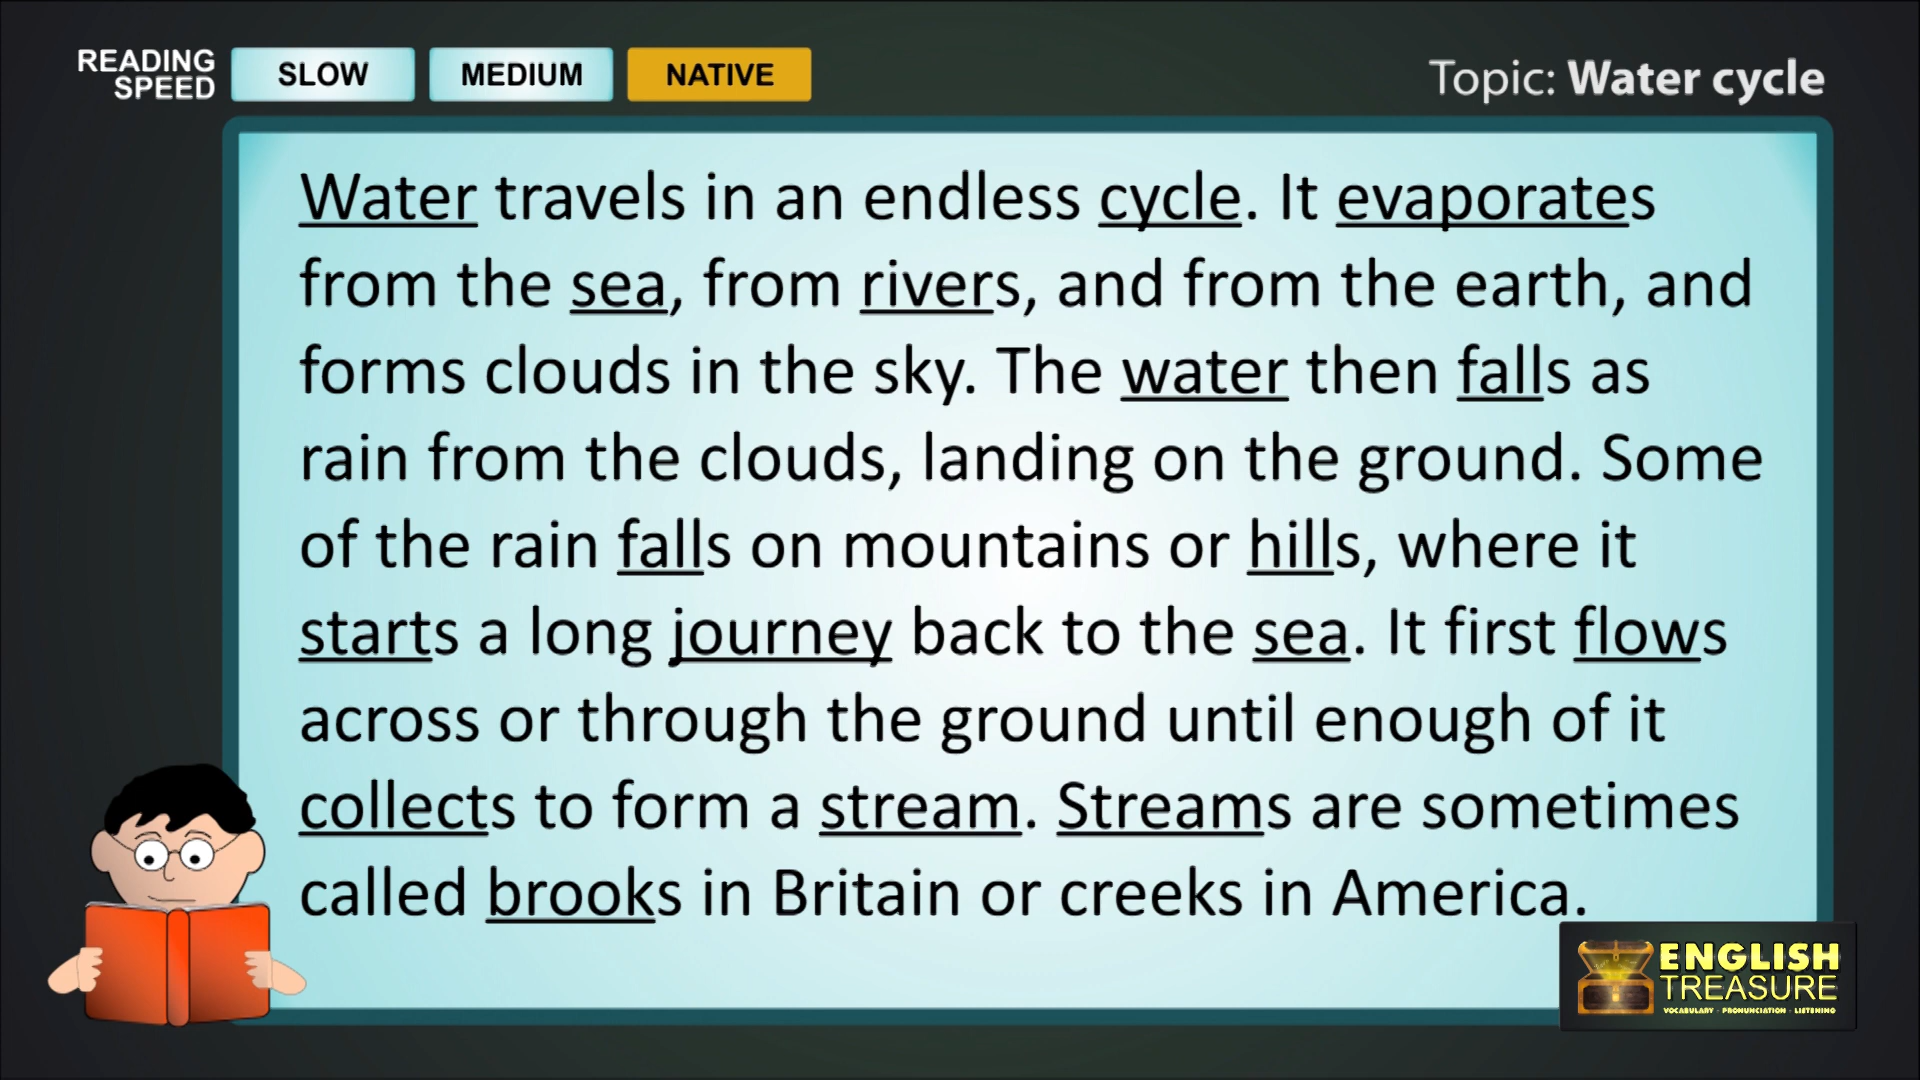 READING
SPEED
SLOW
MEDIUM
NATIVE
Topic: Water cycle
Water travels in an endless cycle. It evaporates
from the sea, from rivers, and from the earth, and
forms clouds in the sky. The water then falls as
rain from the clouds, landing on the ground. Some
of the rain falls on mountains or hills, where it
starts a long journey back to the sea. It first flows
across or through the ground until enough of it
collects to form a stream. Streams are sometimes
called brooks in Britain or creeks in America.
ENGLISH
TREASURE
VOCABULARY - PRONUNCIATION - LISTENING